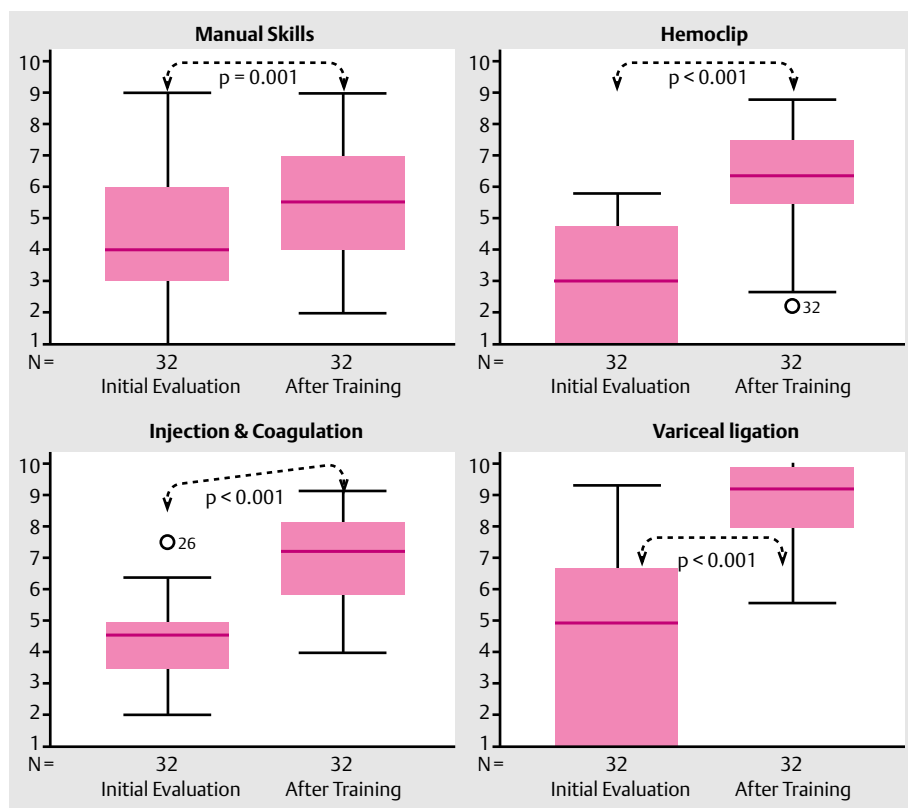 Manual Skills
10
9
8
7
6
5
4
3
2
1
p = 0.001
N = 32 32
Initial Evaluation After Training
Hemoclip
10
9
8
7
6
5
4
3
2
1
p < 0.001
32
N = 32 32
Initial Evaluation After Training
Injection & Coagulation
10
9
8
7
6
5
4
3
2
1
p < 0.001
26
N = 32 32
Initial Evaluation After Training
Variceal ligation
10
9
8
7
6
5
4
3
2
1
p < 0.001
N = 32 32
Initial Evaluation After Training